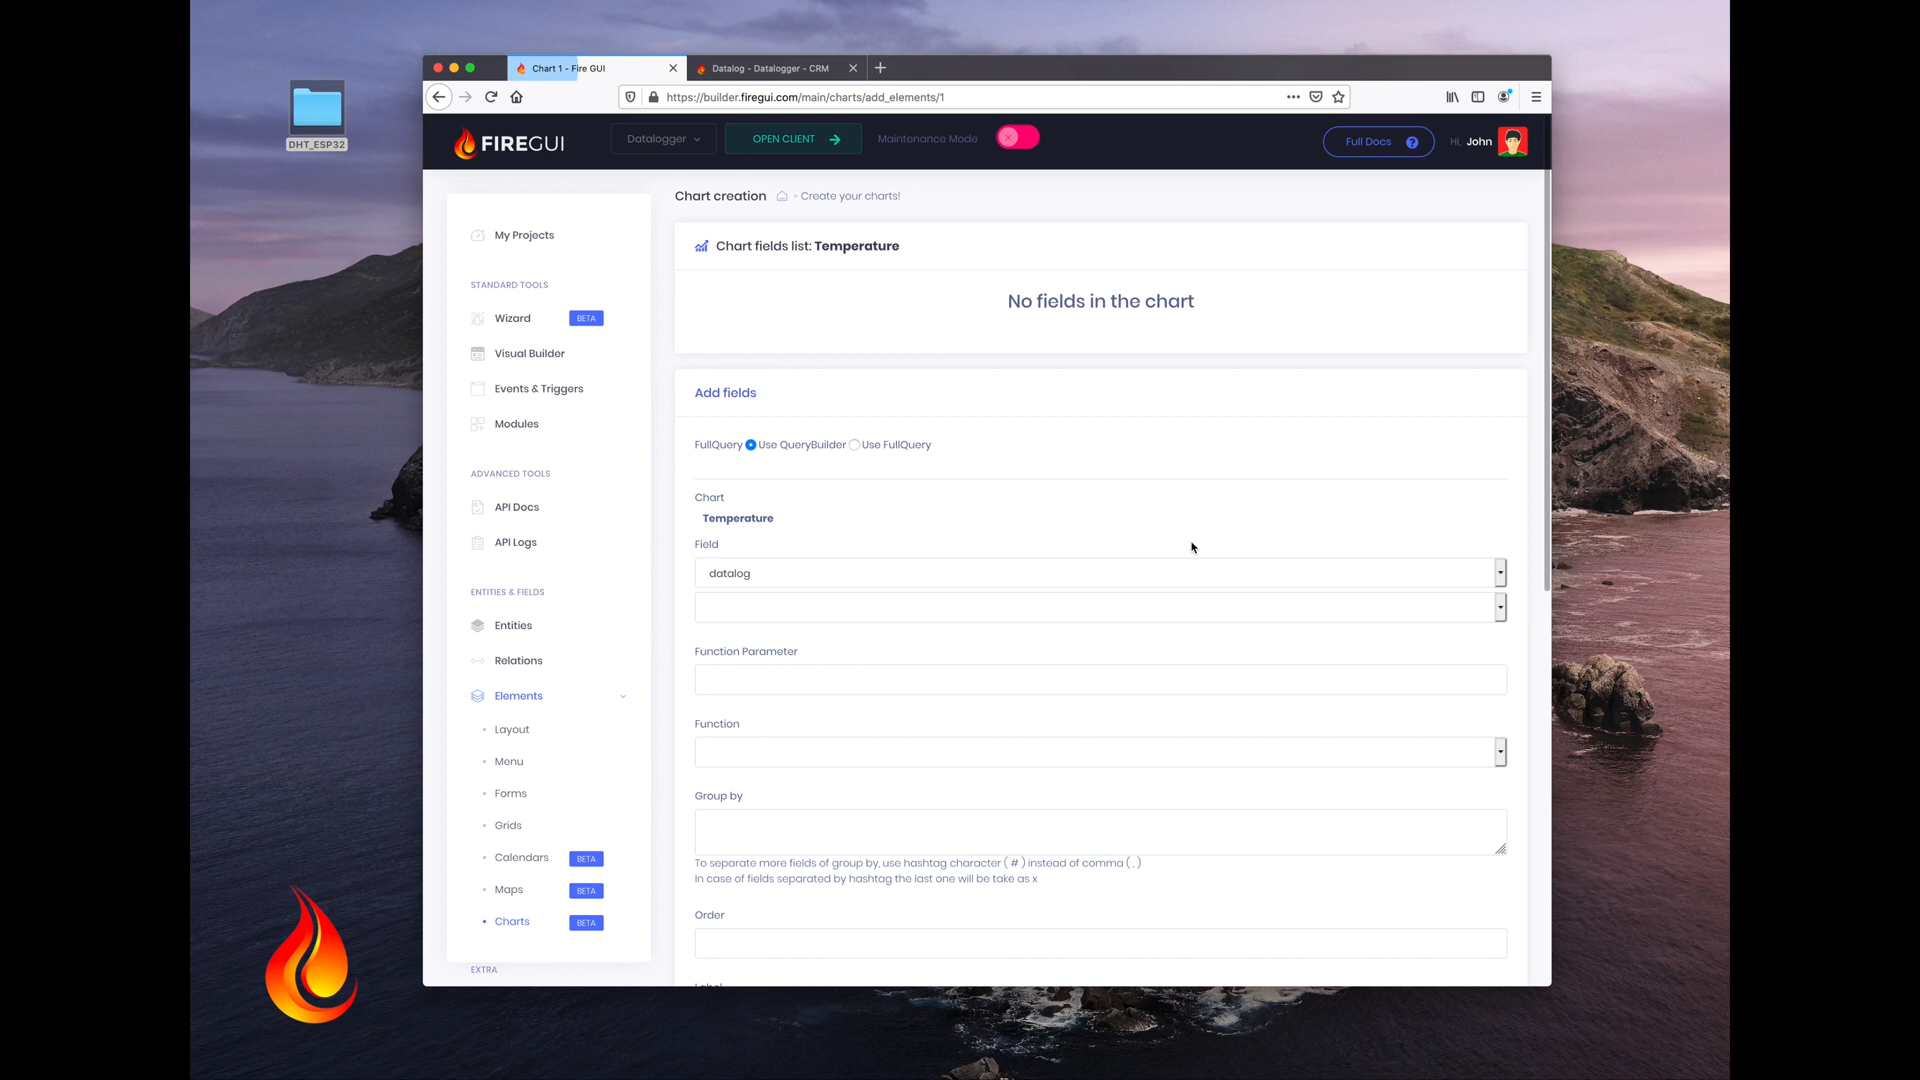 DHT_ESP32
Chart 1 - Fire GUI
Datalog - Datalogger - CRM
https://builder.firegui.com/main/charts/add_elements/1
FIREGUI
Datalogger
OPEN CLIENT
Maintenance Mode
Full Docs ?
Hi, John
Chart creation
- Create your charts!
My Projects
STANDARD TOOLS
Wizard BETA
Visual Builder
Events & Triggers
Modules
ADVANCED TOOLS
API Docs
API Logs
ENTITIES & FIELDS
Entities
Relations
Elements
Layout
Menu
Forms
Grids
Calendars BETA
Maps BETA
Charts BETA
EXTRA
Chart fields list: Temperature
No fields in the chart
Add fields
FullQuery Use QueryBuilder Use FullQuery
Chart
Temperature
Field
datalog
Function Parameter
Function
Group by
To separate more fields of group by, use hashtag character ( # ) instead of comma ( , )
In case of fields separated by hashtag the last one will be take as x
Order